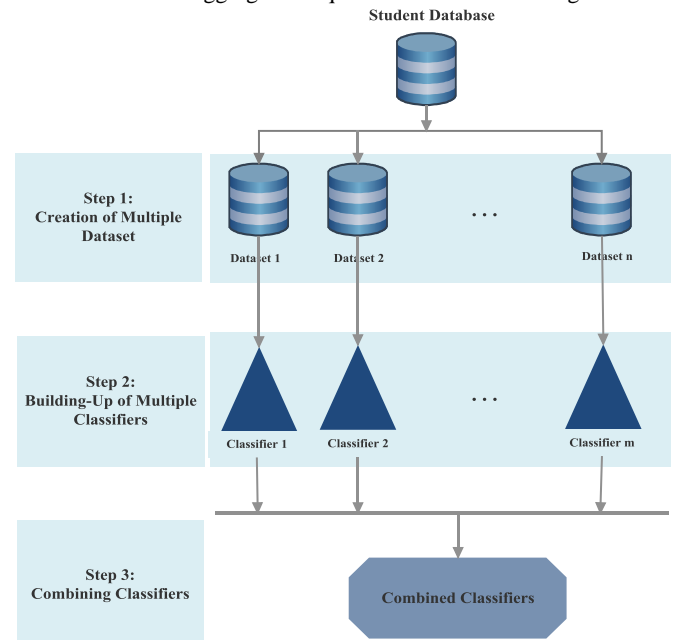 Student Database
Step 1:
Creation of Multiple
Dataset
. . .
Dataset 1
Dataset 2
Dataset n
Step 2:
Building-Up of Multiple
Classifiers
. . .
Classifier 1
Classifier 2
Classifier m
Step 3:
Combining Classifiers
Combined Classifiers